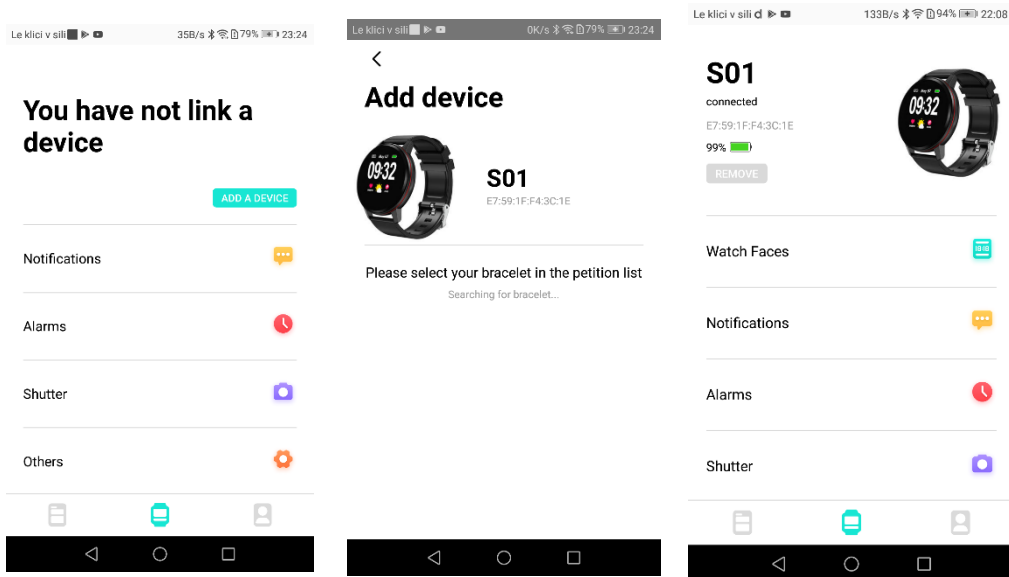 Le klici v sili 35B/s 79% 23:24
You have not link a
device
ADD A DEVICE
Notifications
Alarms
Shutter
Others
Le klici v sili 0K/s 79% 23:24
Add device
09:32
S01
E7:59:1F:F4:3C:1E
Please select your bracelet in the petition list
Searching for bracelet...
Le klici v sili 133B/s 94% 22:08
S01
connected
E7:59:1F:F4:3C:1E
99%
REMOVE
09:32
Watch Faces
Notifications
Alarms
Shutter